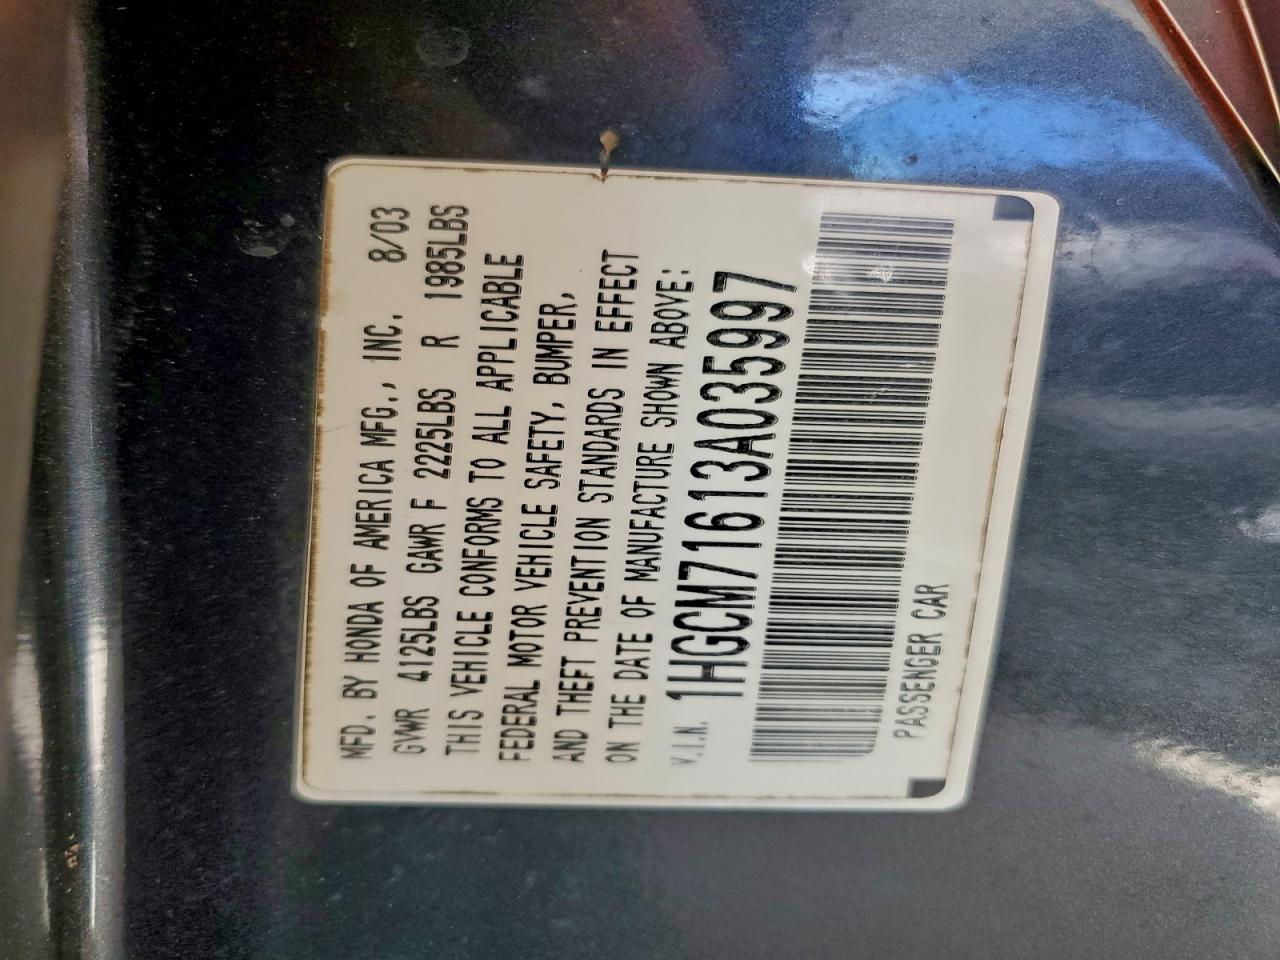 MFD. BY HONDA OF AMERICA MFG., INC. 8/03
GVWR 4125LBS GAWR F 2225LBS R 1985LBS
THIS VEHICLE CONFORMS TO ALL APPLICABLE
FEDERAL MOTOR VEHICLE SAFETY, BUMPER,
AND THEFT PREVENTION STANDARDS IN EFFECT
ON THE DATE OF MANUFACTURE SHOWN ABOVE:
V.I.N. 1HGCM71613A035997
PASSENGER CAR